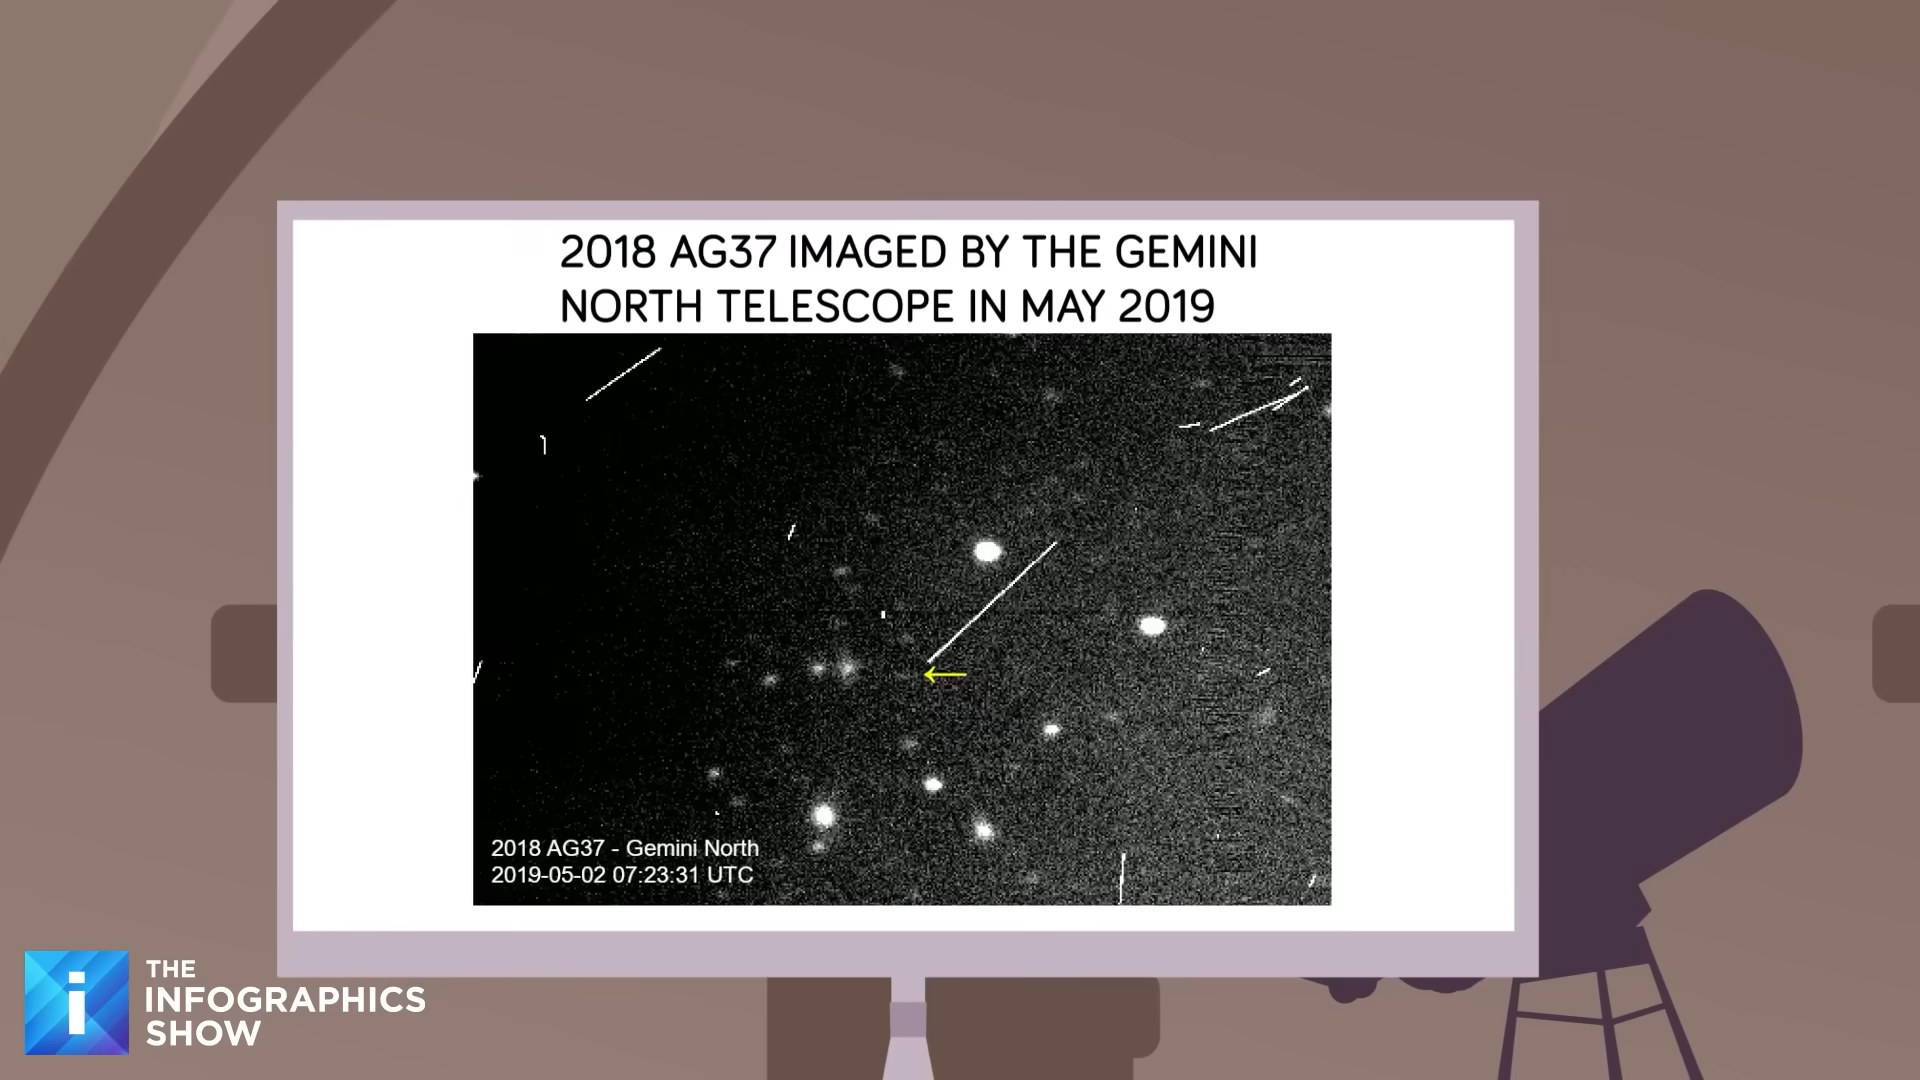 2018 AG37 IMAGED BY THE GEMINI
NORTH TELESCOPE IN MAY 2019
2018 AG37 - Gemini North
2019-05-02 07:23:31 UTC
i
THE
INFOGRAPHICS
SHOW